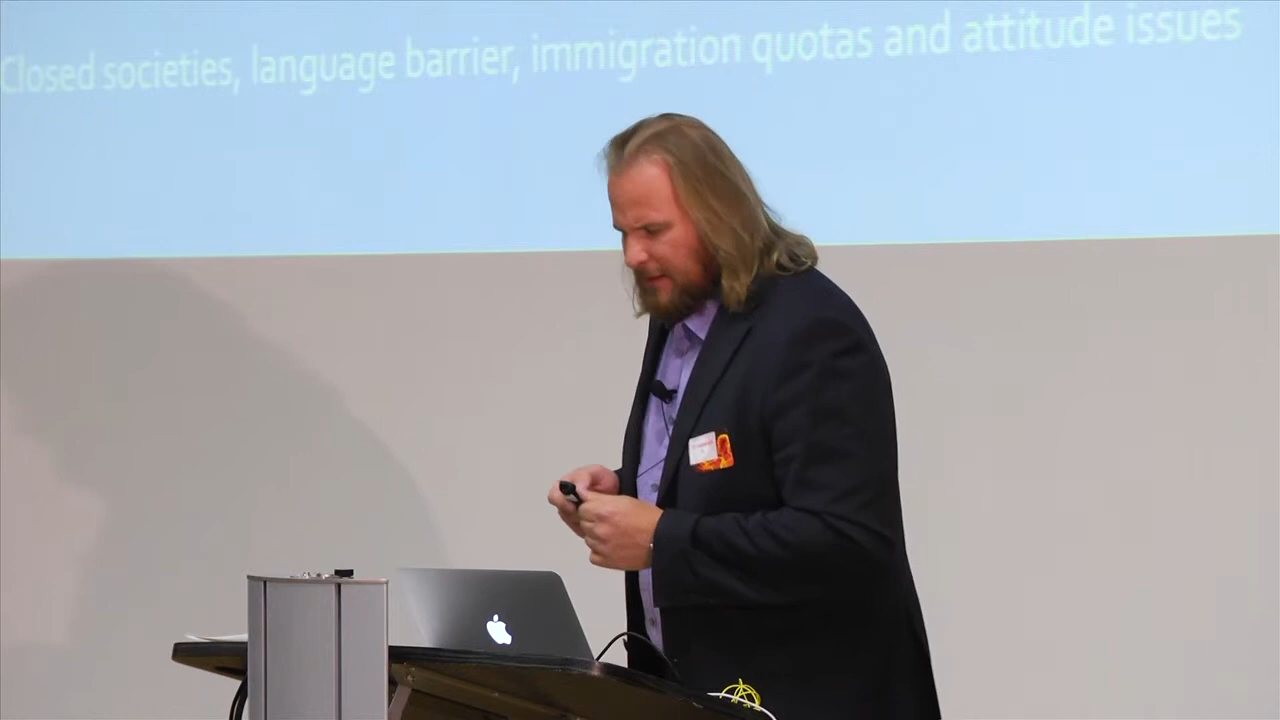 Closed societies, language barrier, immigration quotas and attitude issues